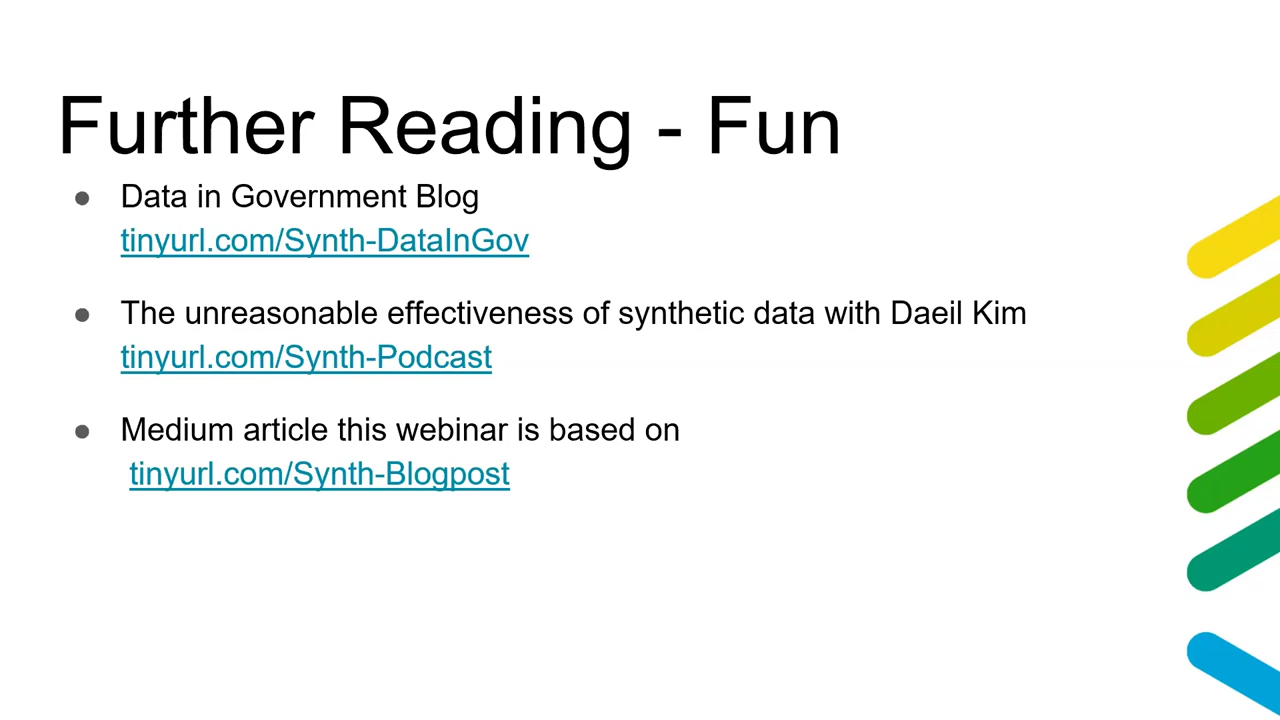 Further Reading - Fun
● Data in Government Blog
tinyurl.com/Synth-DataInGov
● The unreasonable effectiveness of synthetic data with Daeil Kim
tinyurl.com/Synth-Podcast
● Medium article this webinar is based on
tinyurl.com/Synth-Blogpost